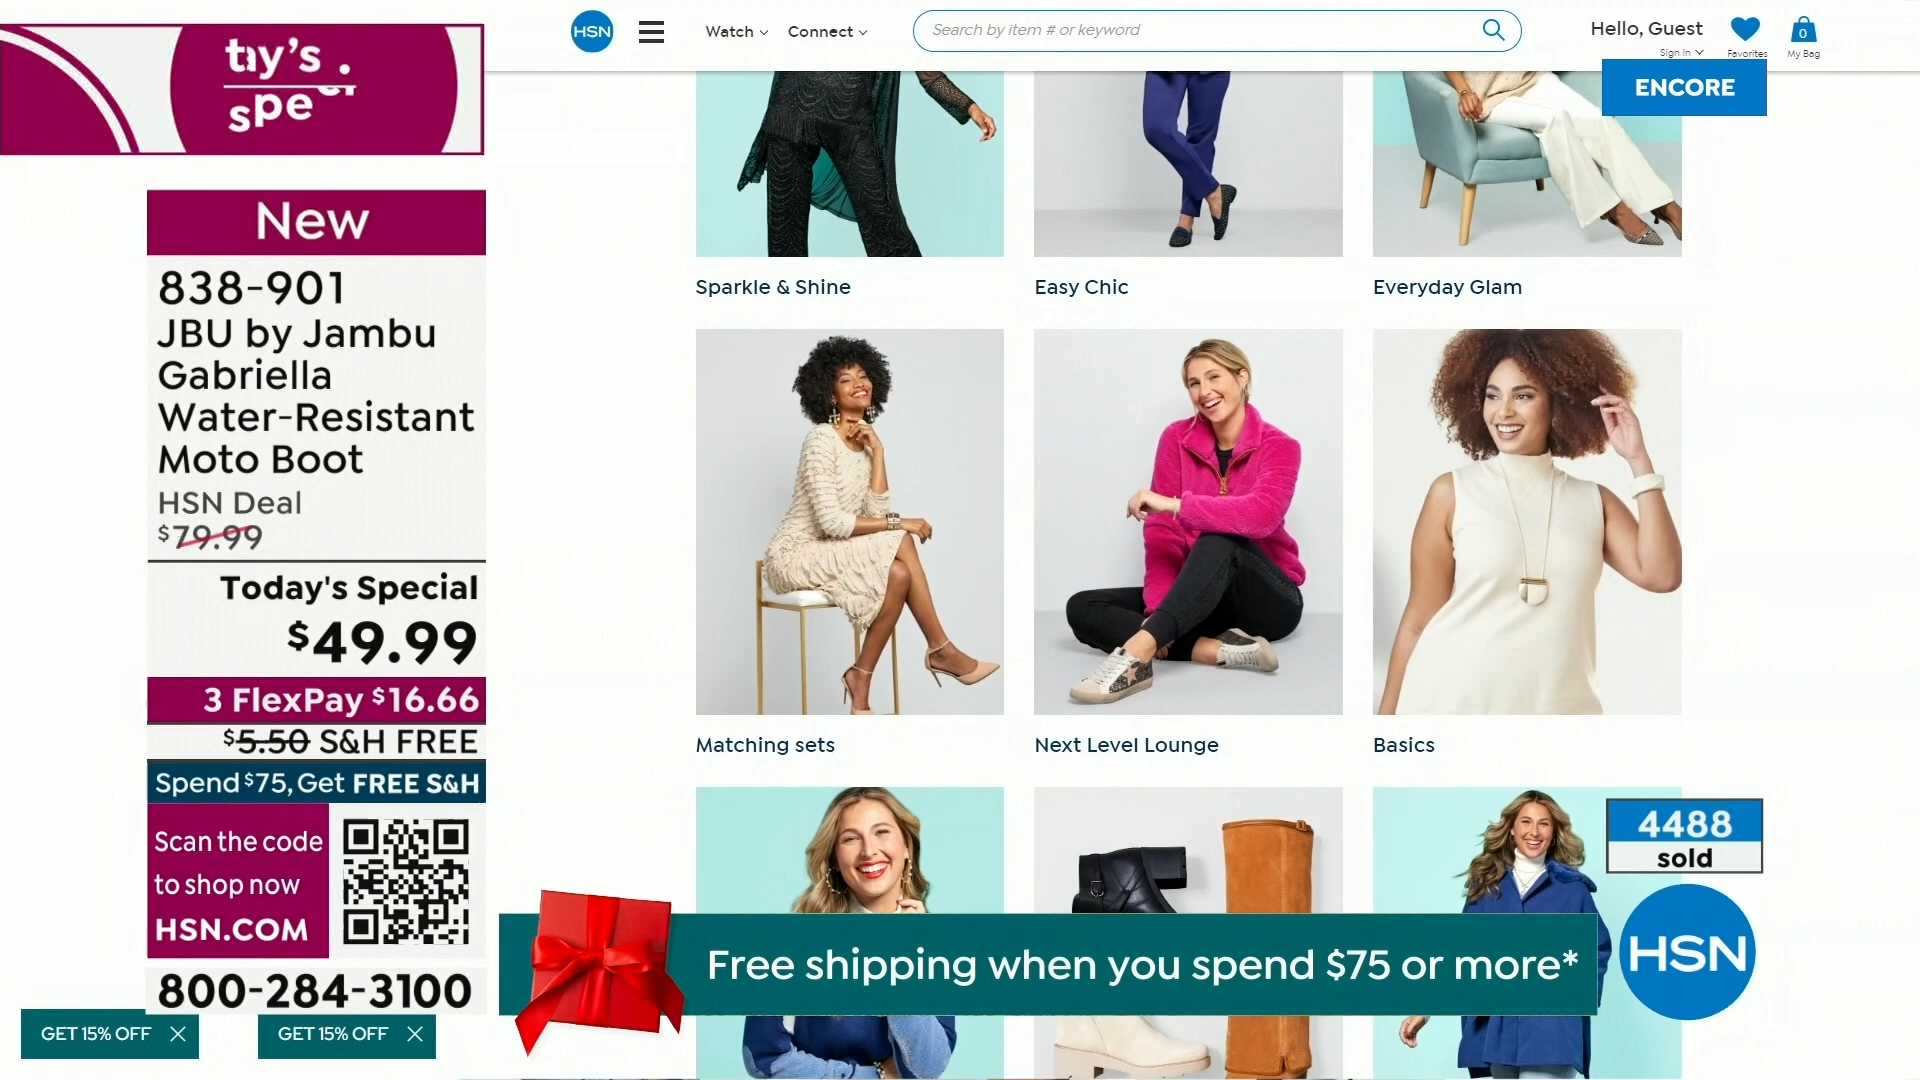 HSN
Watch
Connect
Search by item # or keyword
Hello, Guest
Sign In
Favorites
0
My Bag
ENCORE
New
838-901
JBU by Jambu
Gabriella
Water-Resistant
Moto Boot
HSN Deal
$79.99
Today's Special
$49.99
3 FlexPay $16.66
$5.50 S&H FREE
Spend $75, Get FREE S&H
Scan the code
to shop now
HSN.COM
800-284-3100
GET 15% OFF
GET 15% OFF
Sparkle & Shine
Easy Chic
Everyday Glam
Matching sets
Next Level Lounge
Basics
4488
sold
Free shipping when you spend $75 or more*
HSN